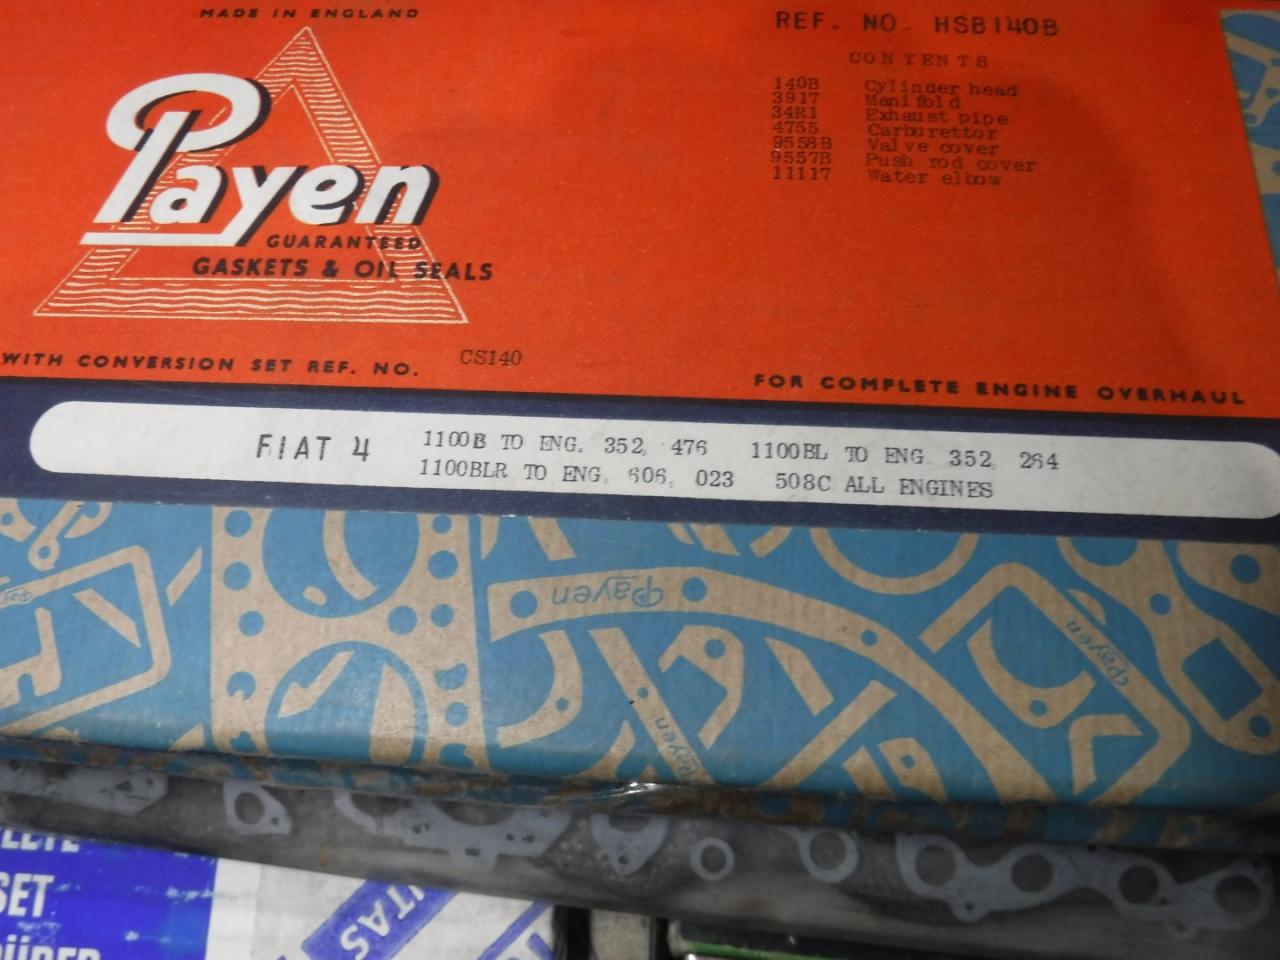 MADE IN ENGLAND
Payen
GUARANTEED
GASKETS & OIL SEALS
WITH CONVERSION SET REF. NO. CS140
REF. NO. HSB140B
CONTENTS
140B Cylinder head
3917 Manifold
34R1 Exhaust pipe
4755 Carburettor
9558B Valve cover
9557B Push rod cover
11117 Water elbow
FOR COMPLETE ENGINE OVERHAUL
FIAT 4
1100B TO ENG. 352, 476 1100BL TO ENG 352, 264
1100BLR TO ENG. 606, 023 508C ALL ENGINES
Payen
Payen
Payen
SET